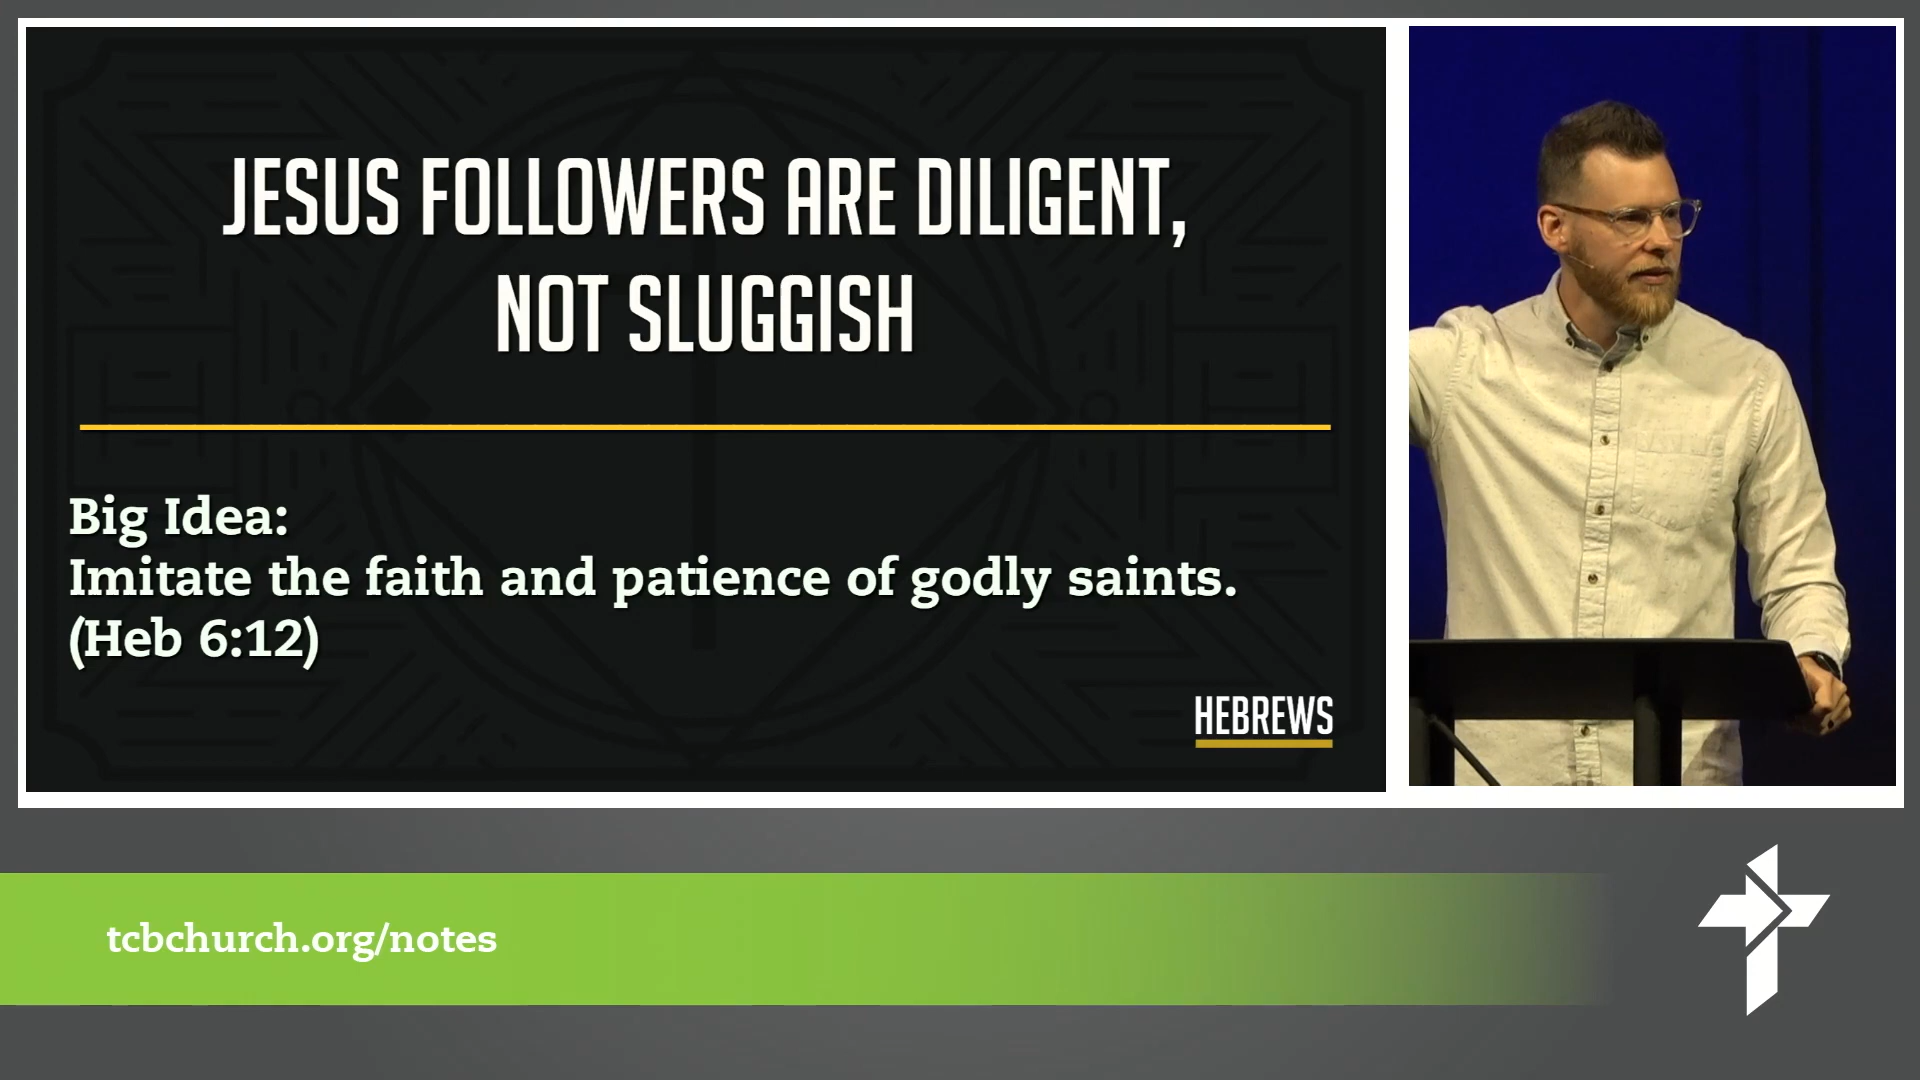 JESUS FOLLOWERS ARE DILIGENT,
NOT SLUGGISH
Big Idea:
Imitate the faith and patience of godly saints.
(Heb 6:12)
HEBREWS
tcbchurch.org/notes